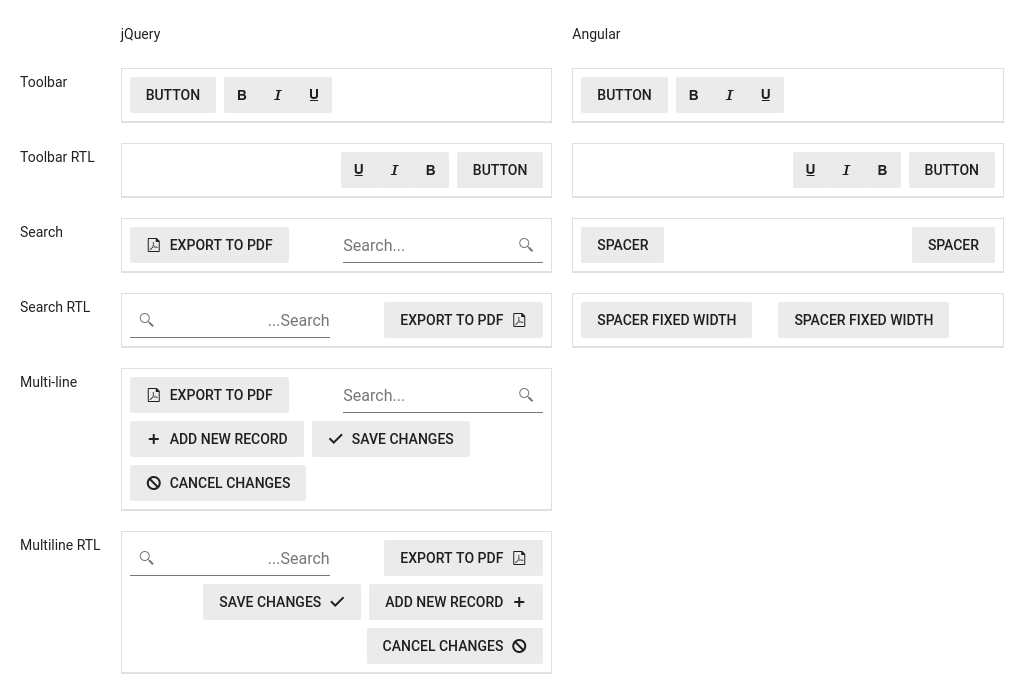 jQuery Angular
Toolbar BUTTON B I U BUTTON B I U
Toolbar RTL U I B BUTTON U I B BUTTON
Search EXPORT TO PDF Search... SPACER SPACER
Search RTL ...Search EXPORT TO PDF SPACER FIXED WIDTH SPACER FIXED WIDTH
Multi-line EXPORT TO PDF Search...
ADD NEW RECORD SAVE CHANGES
CANCEL CHANGES
Multiline RTL ...Search EXPORT TO PDF
SAVE CHANGES ADD NEW RECORD
CANCEL CHANGES